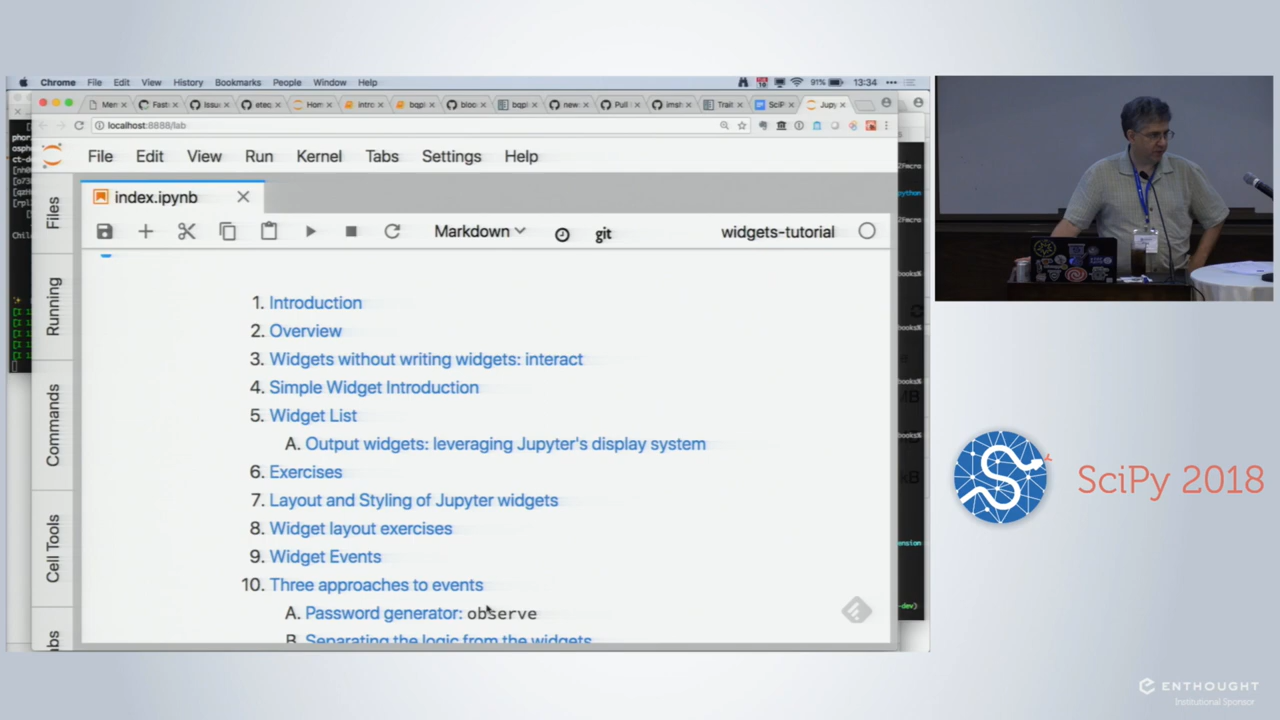 Chrome File Edit View History Bookmarks People Window Help 91% 13:34
localhost:8888/lab
File Edit View Run Kernel Tabs Settings Help
index.ipynb
Markdown git widgets-tutorial
Files
Running
Commands
Cell Tools
1. Introduction
2. Overview
3. Widgets without writing widgets: interact
4. Simple Widget Introduction
5. Widget List
A. Output widgets: leveraging Jupyter's display system
6. Exercises
7. Layout and Styling of Jupyter widgets
8. Widget layout exercises
9. Widget Events
10. Three approaches to events
A. Password generator: observe
B. Separating the logic from the widgets
SciPy 2018
ENTHOUGHT
Institutional Sponsor